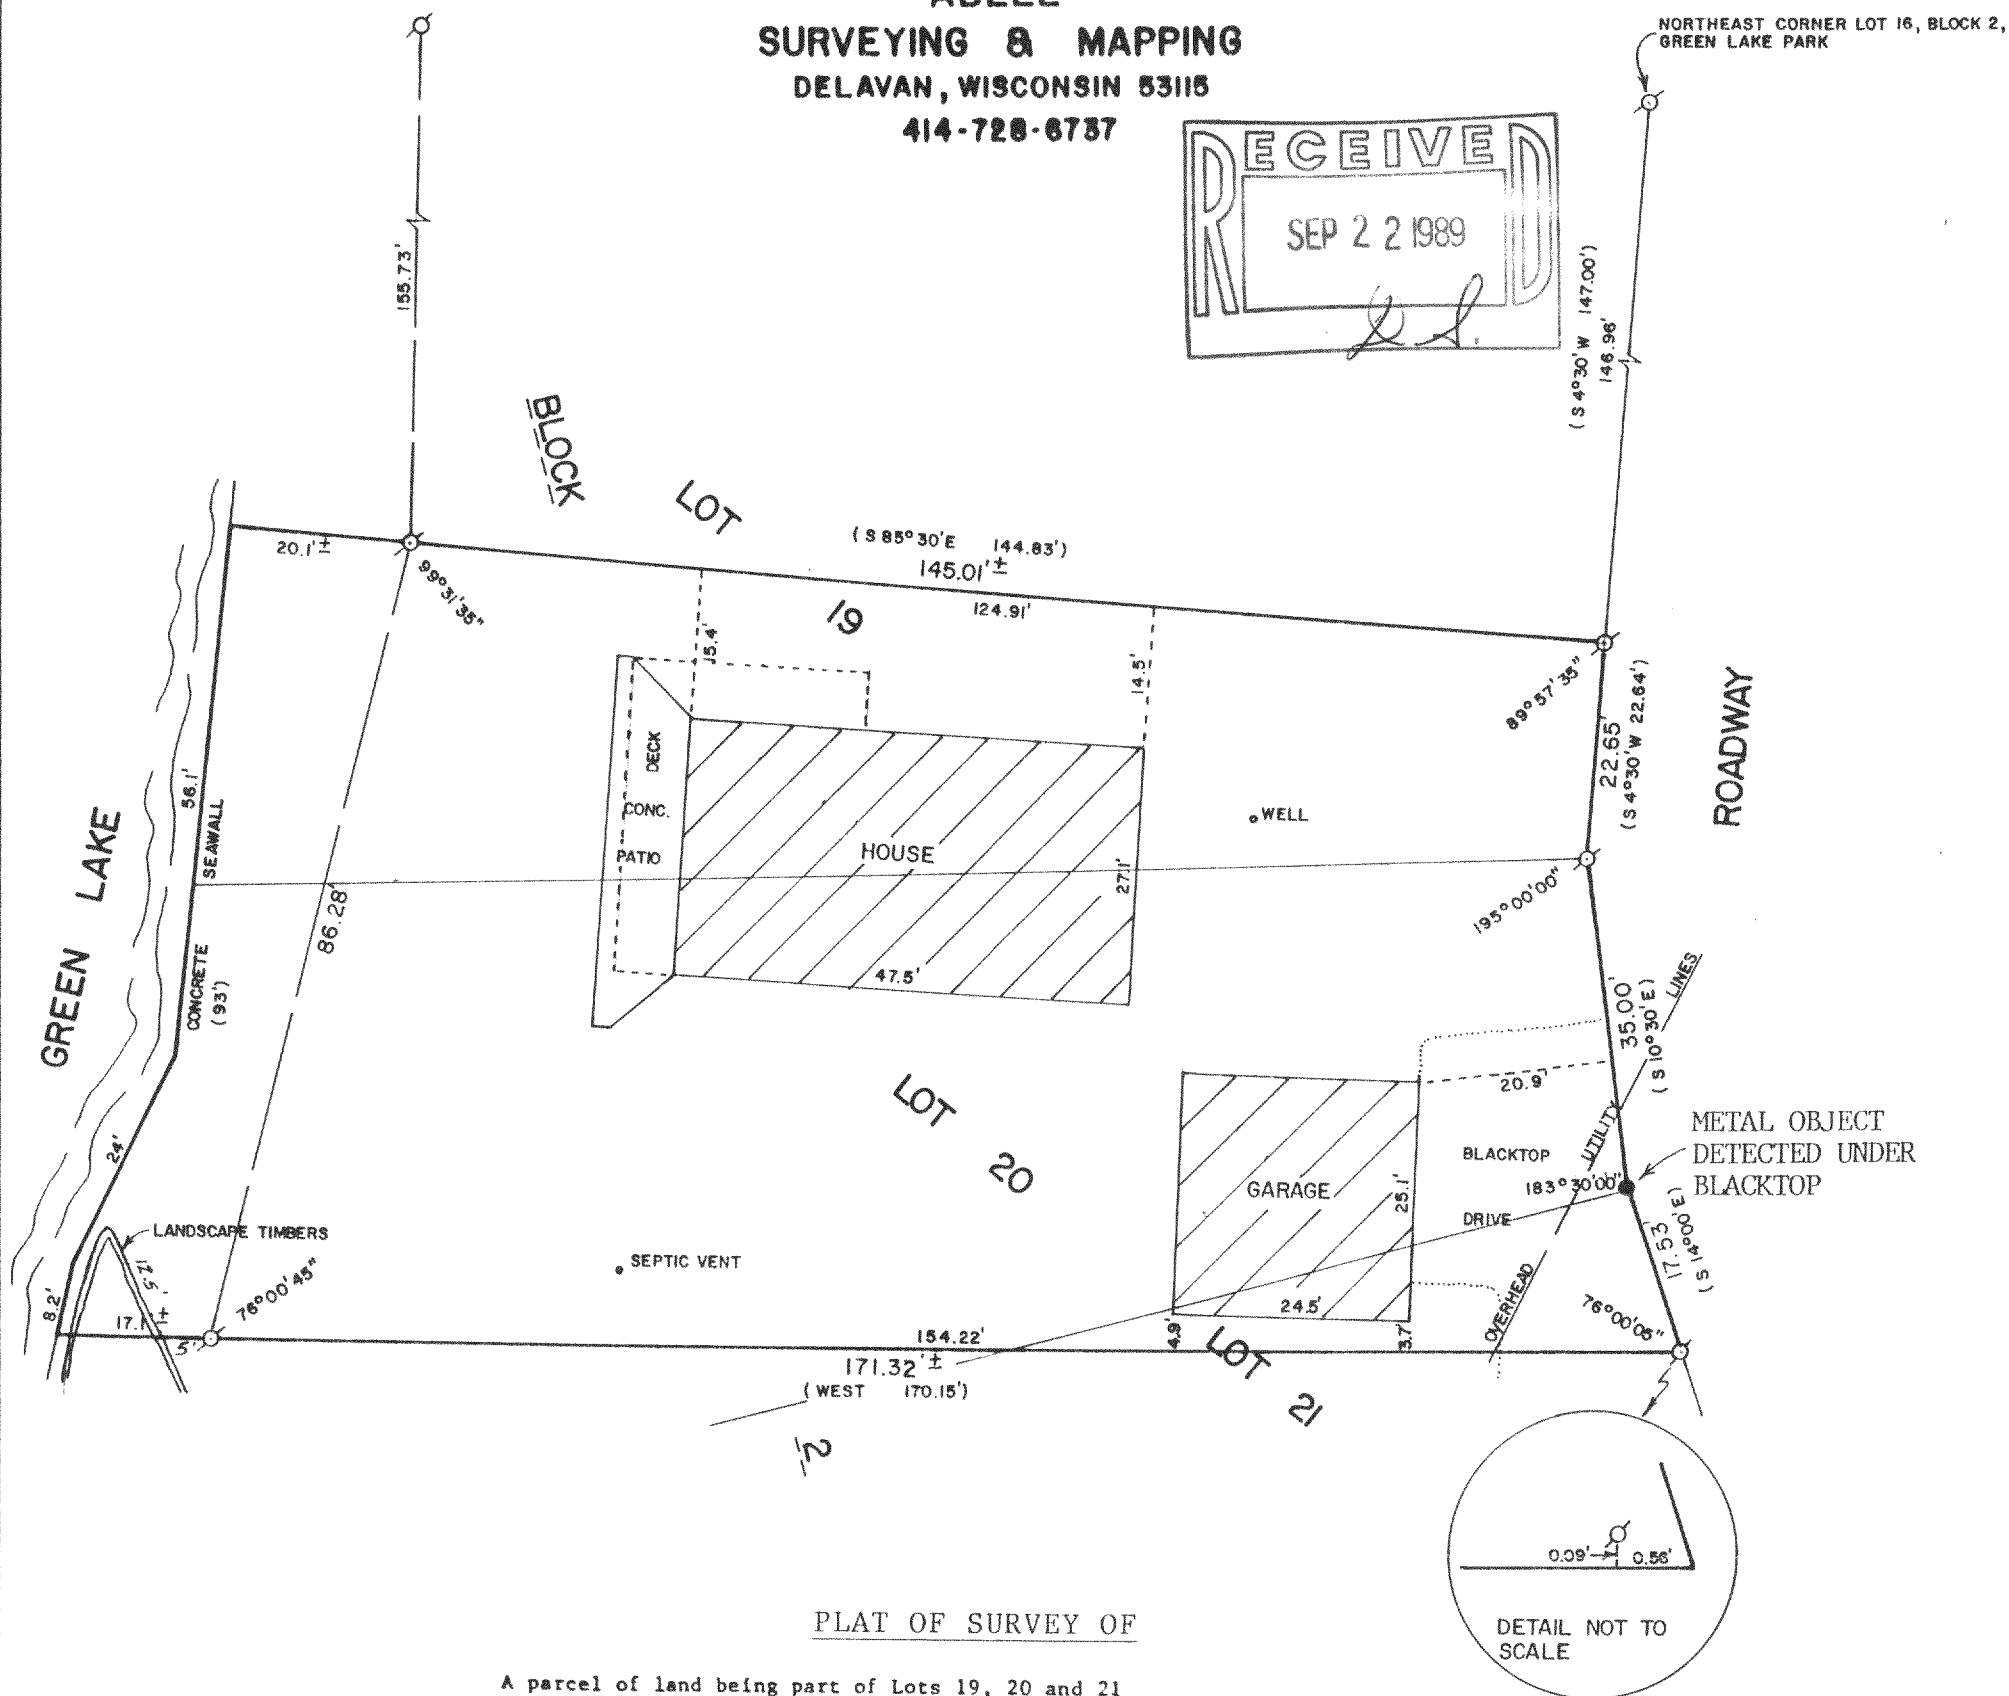 SURVEYING & MAPPING
DELAVAN, WISCONSIN 53115
414-728-6737
NORTHEAST CORNER LOT 16, BLOCK 2,
GREEN LAKE PARK
RECEIVED
SEP 22 1989
155.73'
(S 4°30'W 147.00')
146.96'
BLOCK
LOT
19
(S 85°30'E 144.83')
145.01'±
124.91'
20.1'±
99°31'35"
15.4'
14.5'
89°57'35"
22.65'
(S 4°30'W 22.64')
ROADWAY
DECK
CONC.
PATIO
HOUSE
27.1'
47.5'
WELL
56.1'
SEAWALL
CONCRETE
(93')
GREEN LAKE
86.28'
195°00'00"
35.00'
(S 10°30'E)
OVERHEAD UTILITY LINES
20.9'
LOT
20
24'
BLACKTOP
DRIVE
GARAGE
25.1'
24.5'
183°30'00"
METAL OBJECT
DETECTED UNDER
BLACKTOP
17.53'
(S 14°00'E)
76°00'05"
LANDSCAPE TIMBERS
12.5'
76°00'45"
SEPTIC VENT
8.2'
17.1'±
5'
4.9'
3.7'
154.22'
171.32'±
(WEST 170.15')
LOT
21
2
0.09'
0.56'
DETAIL NOT TO
SCALE
PLAT OF SURVEY OF
A parcel of land being part of Lots 19, 20 and 21